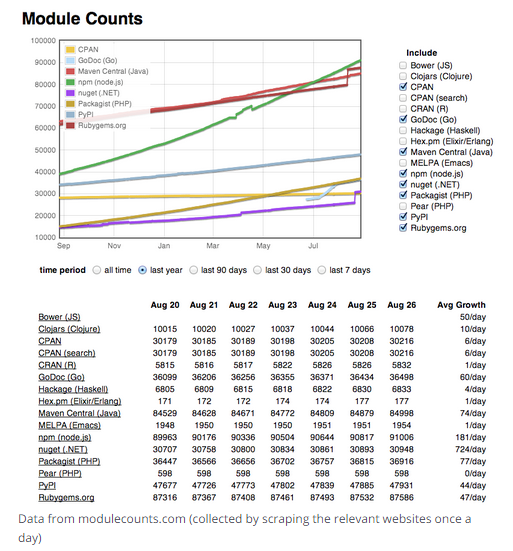 Module Counts
100000
90000
80000
70000
60000
50000
40000
30000
20000
10000
CPAN
GoDoc (Go)
Maven Central (Java)
npm (node.js)
nuget (.NET)
Packagist (PHP)
PyPI
Rubygems.org
Sep Nov Jan Mar May Jul
Include
Bower (JS)
Clojars (Clojure)
CPAN
CPAN (search)
CRAN (R)
GoDoc (Go)
Hackage (Haskell)
Hex.pm (Elixir/Erlang)
Maven Central (Java)
MELPA (Emacs)
npm (node.js)
nuget (.NET)
Packagist (PHP)
Pear (PHP)
PyPI
Rubygems.org
time period all time last year last 90 days last 30 days last 7 days
Aug 20 Aug 21 Aug 22 Aug 23 Aug 24 Aug 25 Aug 26 Avg Growth
Bower (JS) 50/day
Clojars (Clojure) 10015 10020 10027 10037 10044 10066 10078 10/day
CPAN 30179 30185 30189 30198 30205 30208 30216 6/day
CPAN (search) 30179 30185 30189 30198 30205 30208 30216 6/day
CRAN (R) 5815 5816 5817 5822 5826 5826 5832 1/day
GoDoc (Go) 36099 36206 36256 36355 36371 36434 36498 60/day
Hackage (Haskell) 6805 6809 6815 6818 6822 6830 6833 4/day
Hex.pm (Elixir/Erlang) 171 172 172 174 174 177 177 1/day
Maven Central (Java) 84529 84628 84671 84772 84809 84879 84998 74/day
MELPA (Emacs) 1948 1950 1950 1950 1951 1951 1954 1/day
npm (node.js) 89963 90176 90336 90504 90644 90817 91006 181/day
nuget (.NET) 30707 30758 30800 30834 30861 30893 30948 724/day
Packagist (PHP) 36447 36566 36656 36702 36757 36815 36916 77/day
Pear (PHP) 598 598 598 598 598 598 598 0/day
PyPI 47677 47726 47773 47802 47839 47885 47931 44/day
Rubygems.org 87316 87367 87408 87461 87493 87532 87586 47/day
Data from modulecounts.com (collected by scraping the relevant websites once a
day)